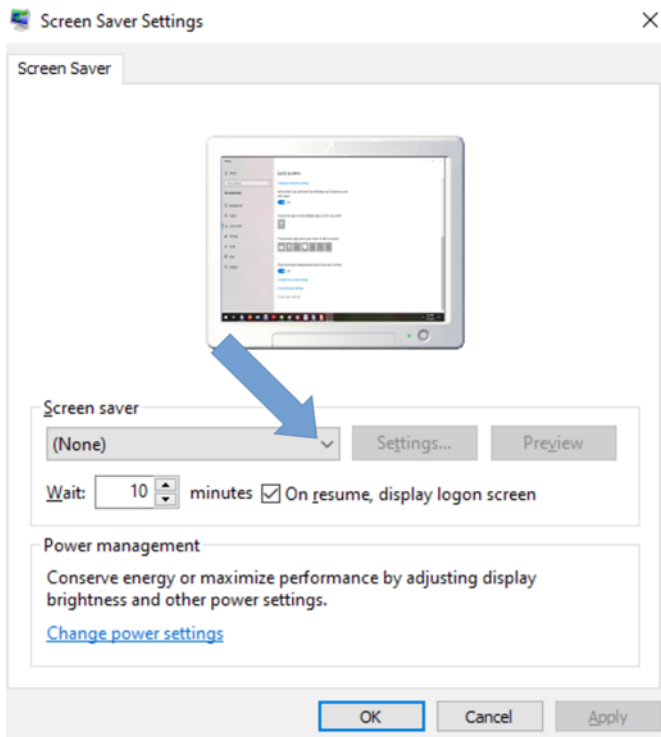 Screen Saver Settings
Screen Saver
Lock screen
Screen saver
(None)
Settings...
Preview
Wait:
10
minutes
On resume, display logon screen
Power management
Conserve energy or maximize performance by adjusting display
brightness and other power settings.
Change power settings
OK
Cancel
Apply